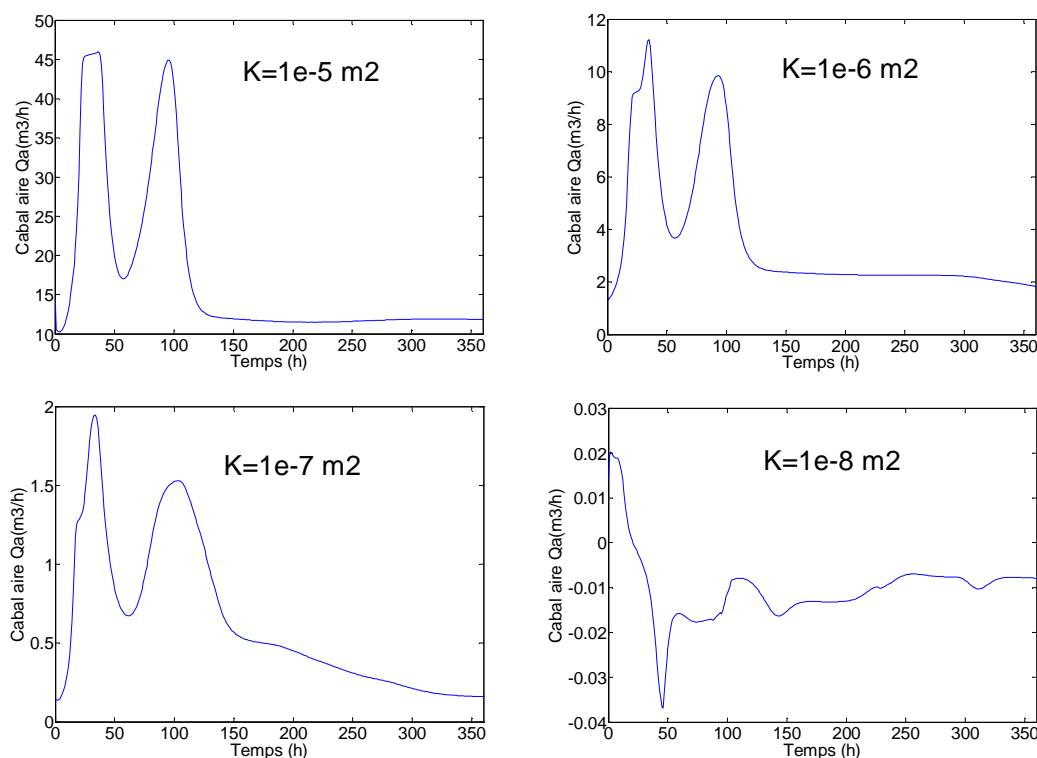 50
45
40
35
30
25
20
15
10
Cabal aire Qa(m3/h)
K=1e-5 m2
0 50 100 150 200 250 300 350
Temps (h)
12
10
8
6
4
2
0
Cabal aire Qa(m3/h)
K=1e-6 m2
0 50 100 150 200 250 300 350
Temps (h)
2
1.5
1
0.5
0
Cabal aire Qa(m3/h)
K=1e-7 m2
0 50 100 150 200 250 300 350
Temps (h)
0.03
0.02
0.01
0
-0.01
-0.02
-0.03
-0.04
Cabal aire Qa(m3/h)
K=1e-8 m2
0 50 100 150 200 250 300 350
Temps (h)